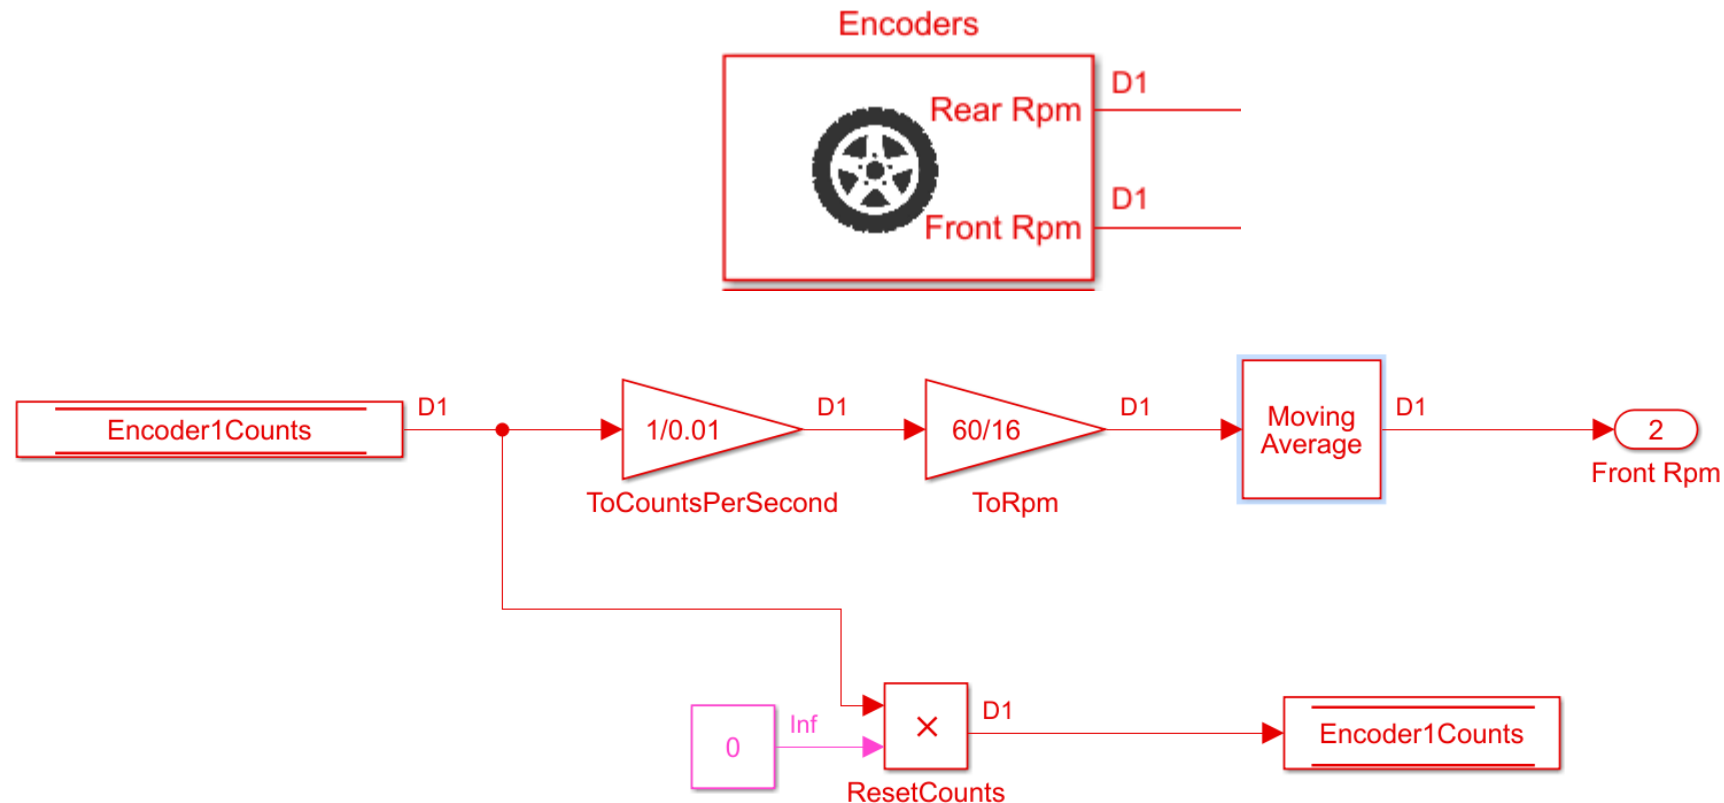 Encoders
D1
Rear Rpm
D1
Front Rpm
Encoder1Counts
D1
1/0.01
ToCountsPerSecond
D1
60/16
ToRpm
D1
Moving
Average
D1
2
Front Rpm
0
Inf
×
ResetCounts
D1
Encoder1Counts